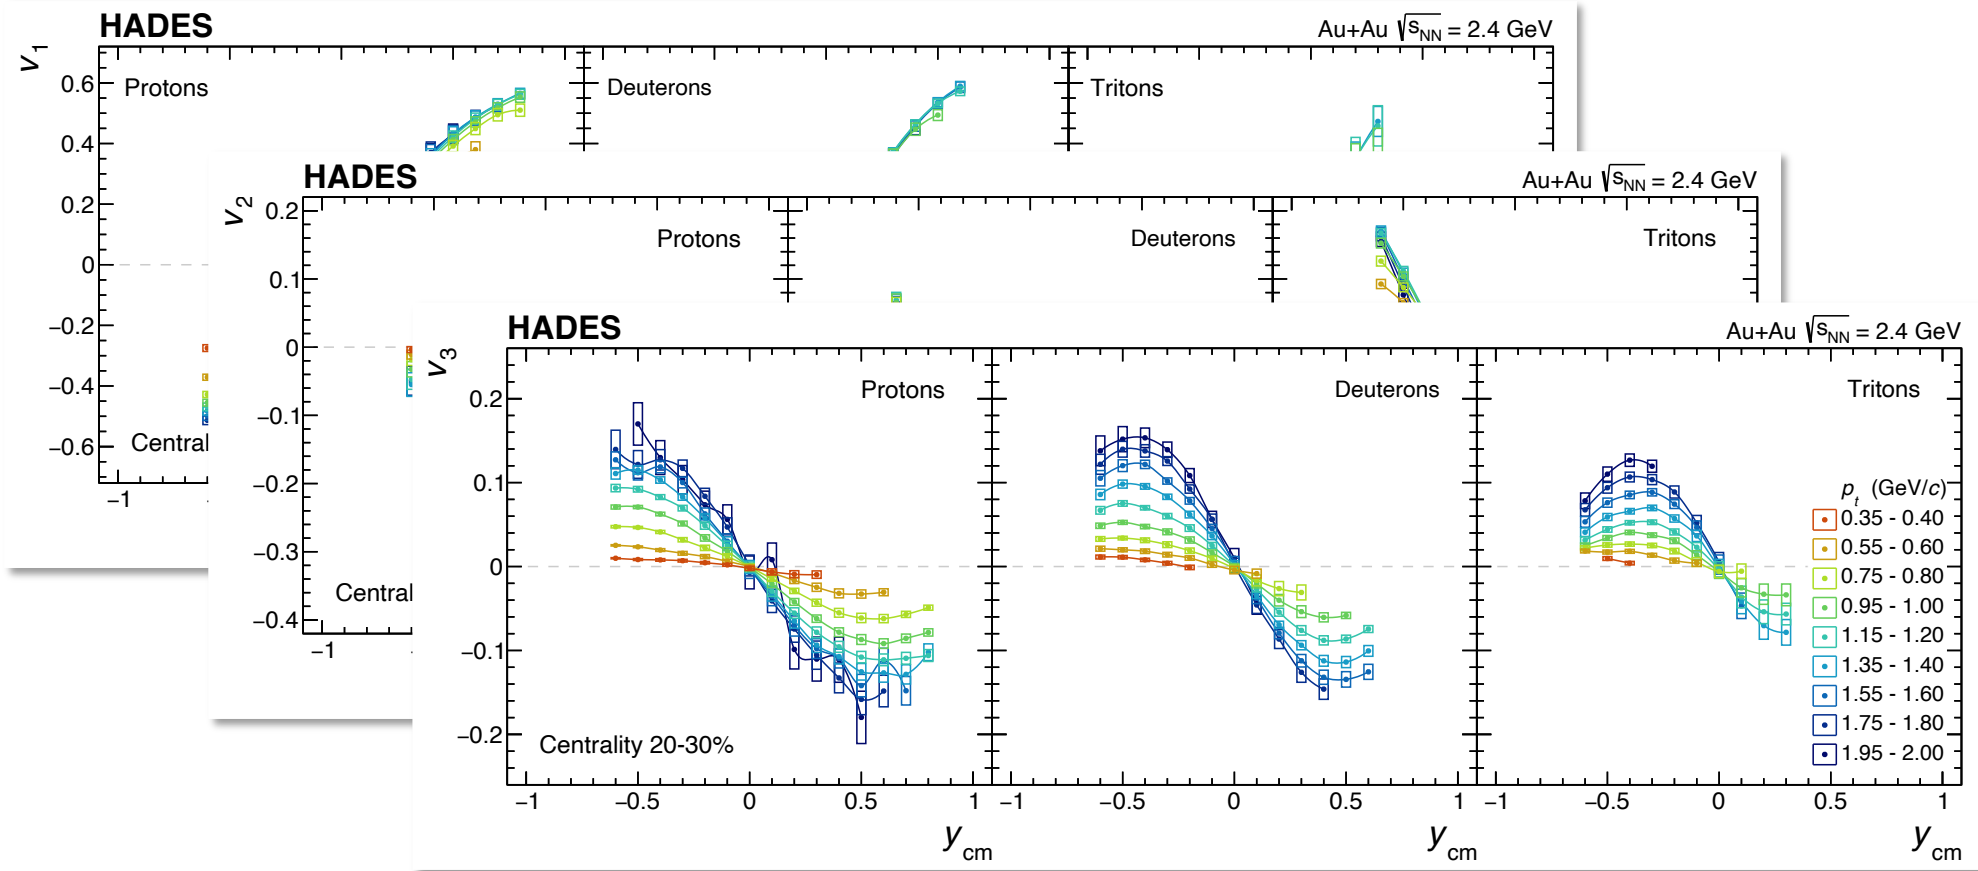 HADES
Au+Au √sNN = 2.4 GeV
v1
Protons
Deuterons
Tritons
0.6
0.4
0.2
0
−0.2
−0.4
−0.6
Central
−1
HADES
Au+Au √sNN = 2.4 GeV
v2
Protons
Deuterons
Tritons
0.2
0.1
0
−0.1
−0.2
−0.3
−0.4
Central
−1
HADES
Au+Au √sNN = 2.4 GeV
v3
Protons
Deuterons
Tritons
0.2
0.1
0
−0.1
−0.2
Centrality 20-30%
pt (GeV/c)
0.35 - 0.40
0.55 - 0.60
0.75 - 0.80
0.95 - 1.00
1.15 - 1.20
1.35 - 1.40
1.55 - 1.60
1.75 - 1.80
1.95 - 2.00
−1 −0.5 0 0.5 1 −1 −0.5 0 0.5 1 −1 −0.5 0 0.5 1
ycm ycm ycm